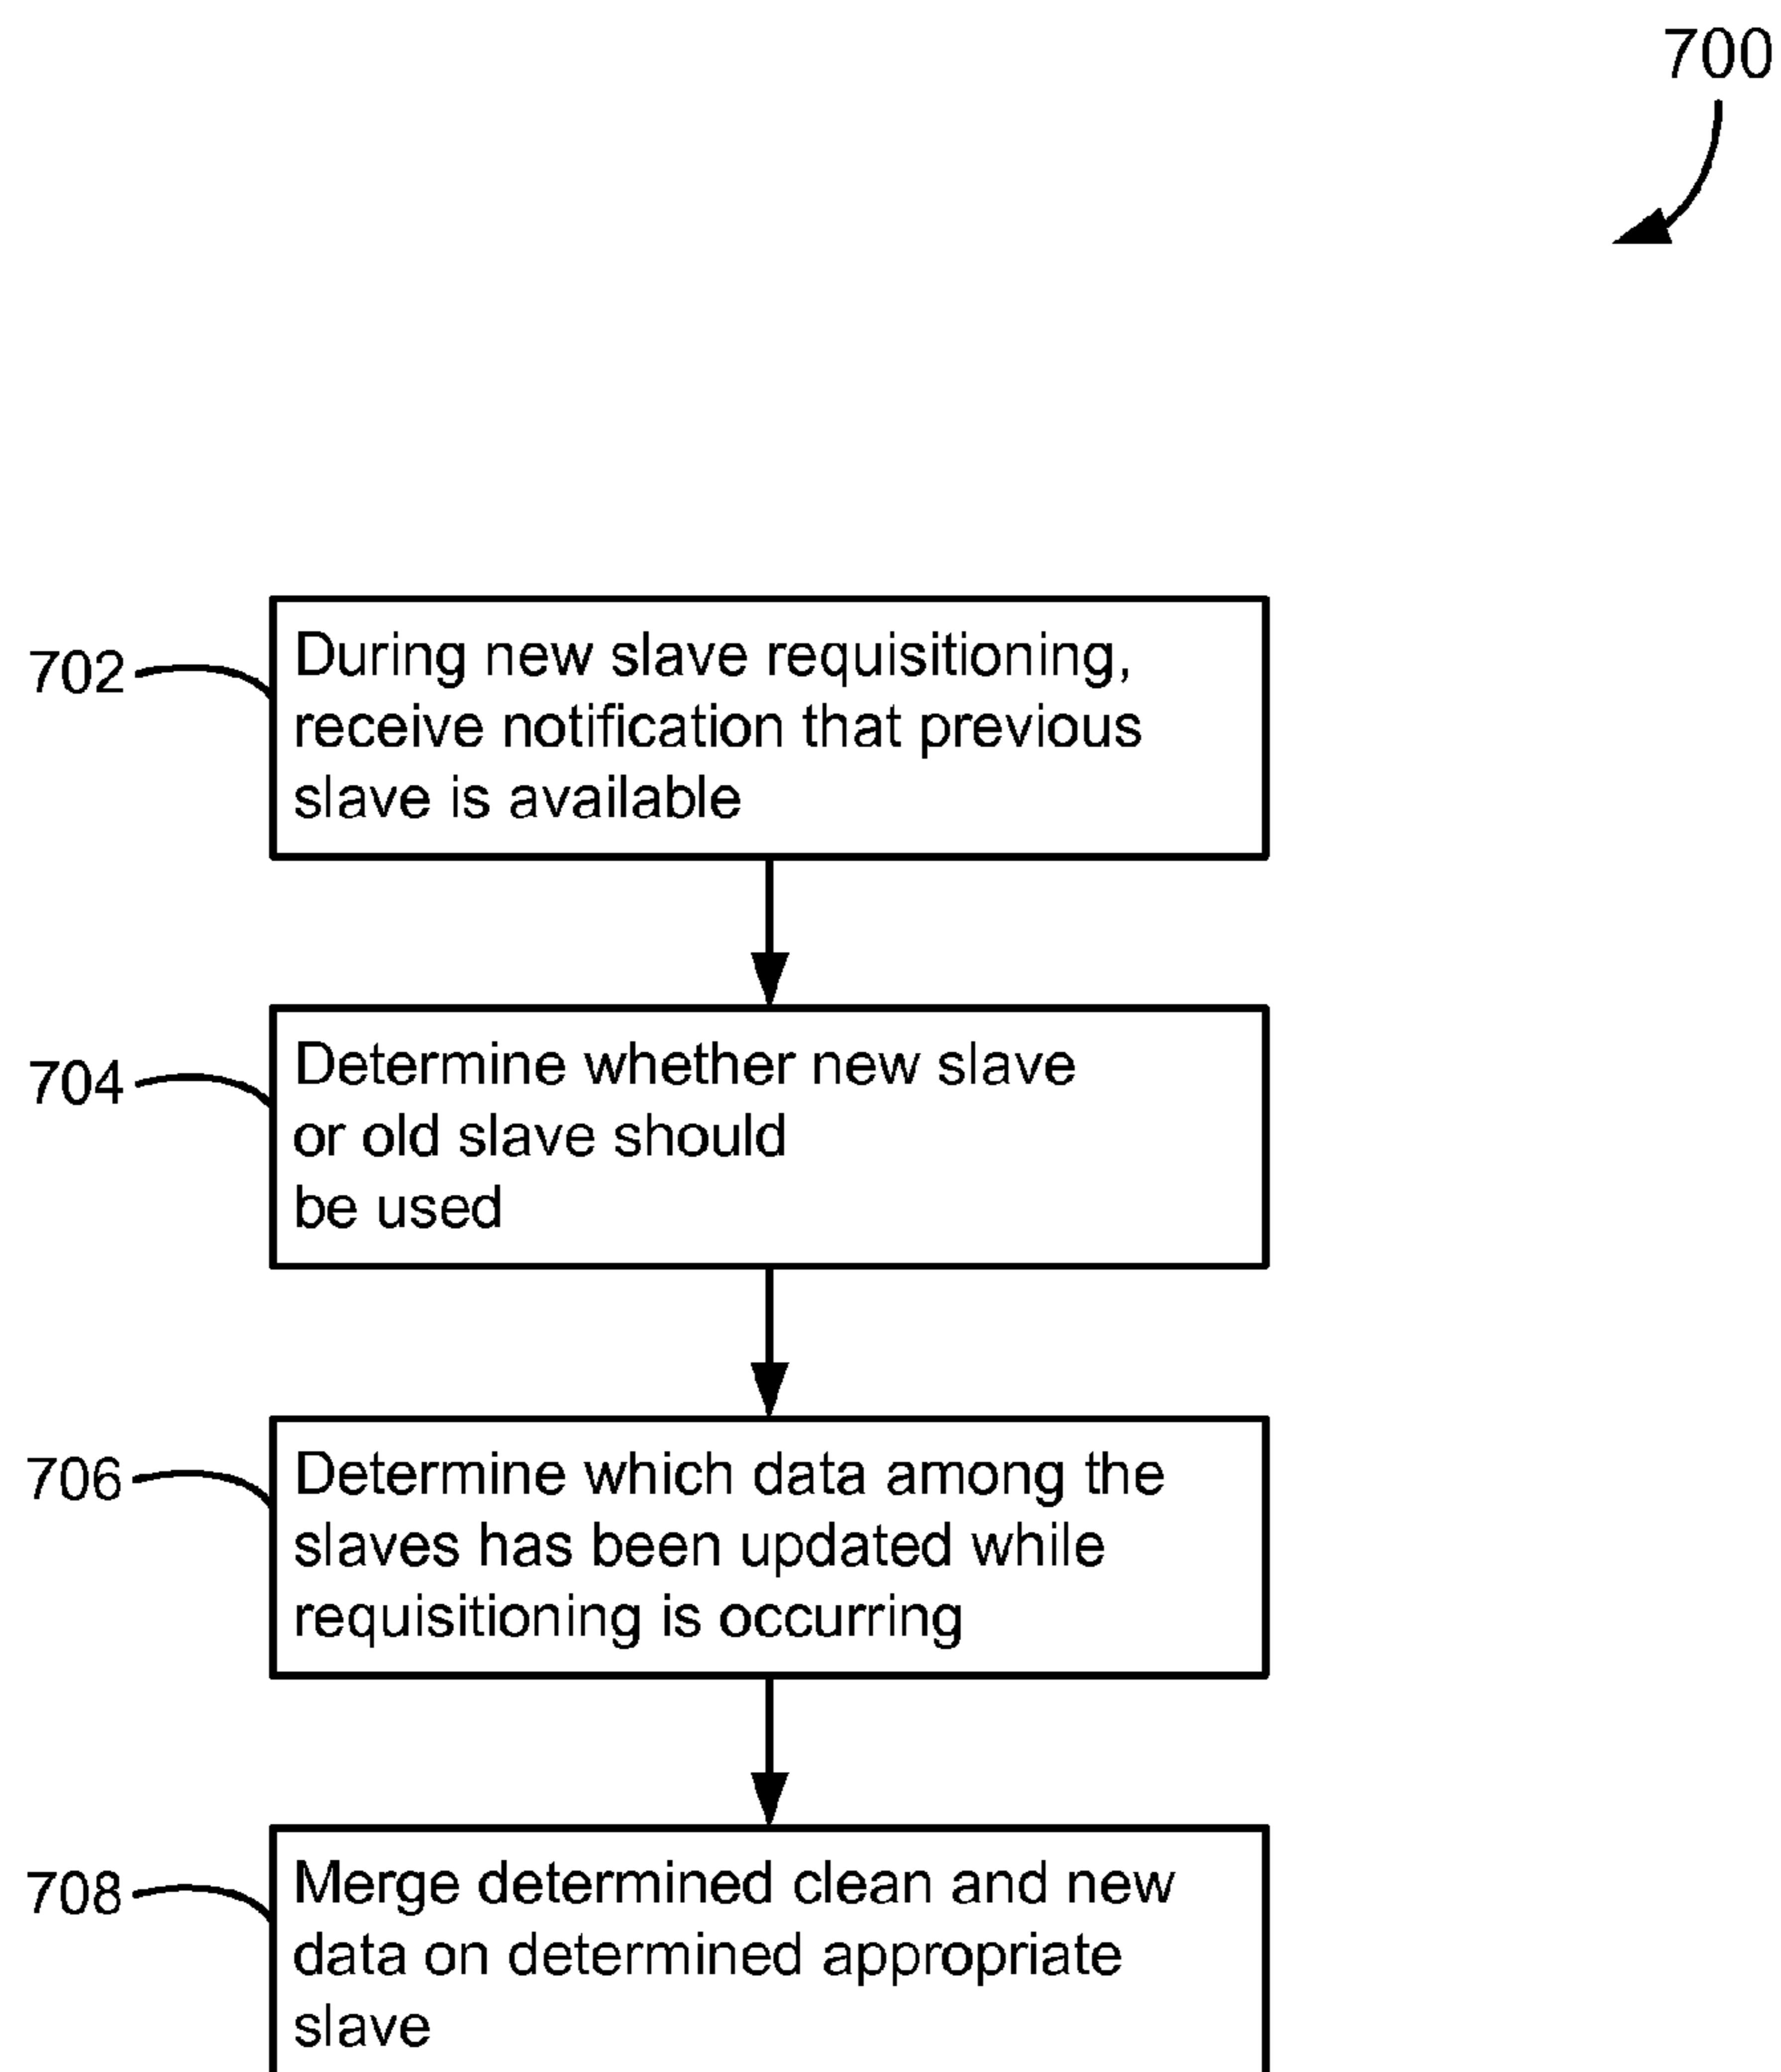 700
702
During new slave requisitioning,
receive notification that previous
slave is available
704
Determine whether new slave
or old slave should
be used
706
Determine which data among the
slaves has been updated while
requisitioning is occurring
708
Merge determined clean and new
data on determined appropriate
slave